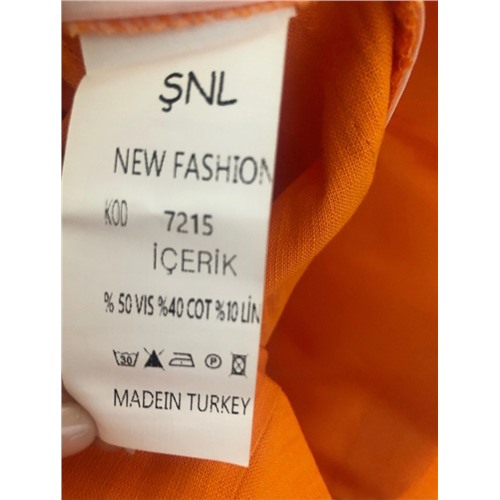 ŞNL
NEW FASHION
KOD 7215
İÇERİK
% 50 VIS %40 COT %10 LİN
30 P
MADEIN TURKEY